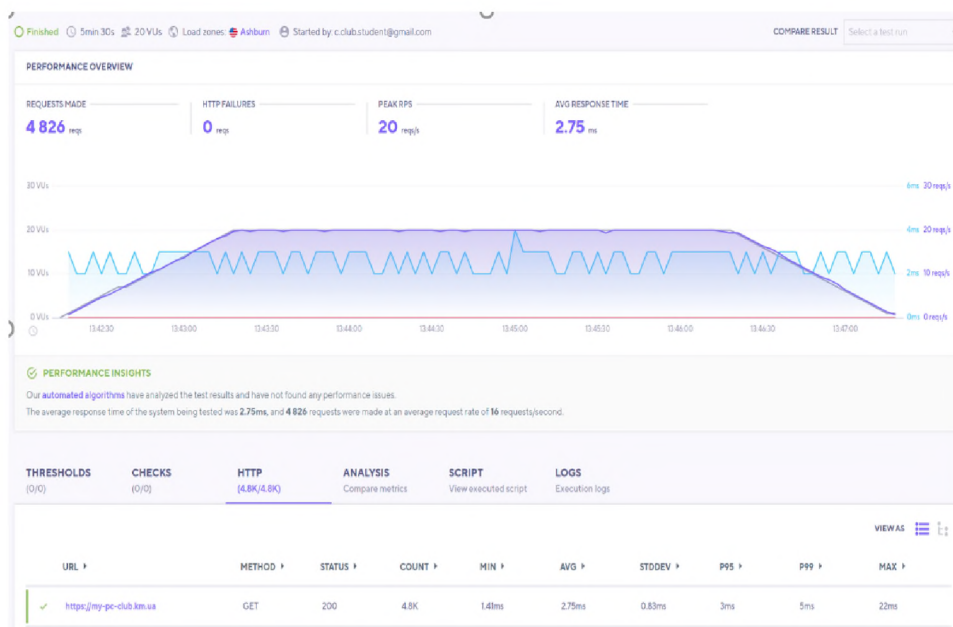 Finished 5min 30s 20 VUs Load zones: Ashburn Started by: c.club.student@gmail.com COMPARE RESULT Select a test run
PERFORMANCE OVERVIEW
REQUESTS MADE HTTP FAILURES PEAK RPS AVG RESPONSE TIME
4 826 reqs 0 reqs 20 reqs/s 2.75 ms
30 VUs 6ms 30 reqs/s
20 VUs 4ms 20 reqs/s
10 VUs 2ms 10 reqs/s
0 VUs 0ms 0 reqs/s
13:42:30 13:43:00 13:43:30 13:44:00 13:44:30 13:45:00 13:45:30 13:46:00 13:46:30 13:47:00
PERFORMANCE INSIGHTS
Our automated algorithms have analyzed the test results and have not found any performance issues.
The average response time of the system being tested was 2.75ms, and 4 826 requests were made at an average request rate of 16 requests/second.
THRESHOLDS CHECKS HTTP ANALYSIS SCRIPT LOGS
(0/0) (0/0) (4.8K/4.8K) Compare metrics View executed script Execution logs
VIEW AS
URL METHOD STATUS COUNT MIN AVG STDDEV P95 P99 MAX
https://my-pc-club.km.ua GET 200 4.8K 1.41ms 2.75ms 0.83ms 3ms 5ms 22ms